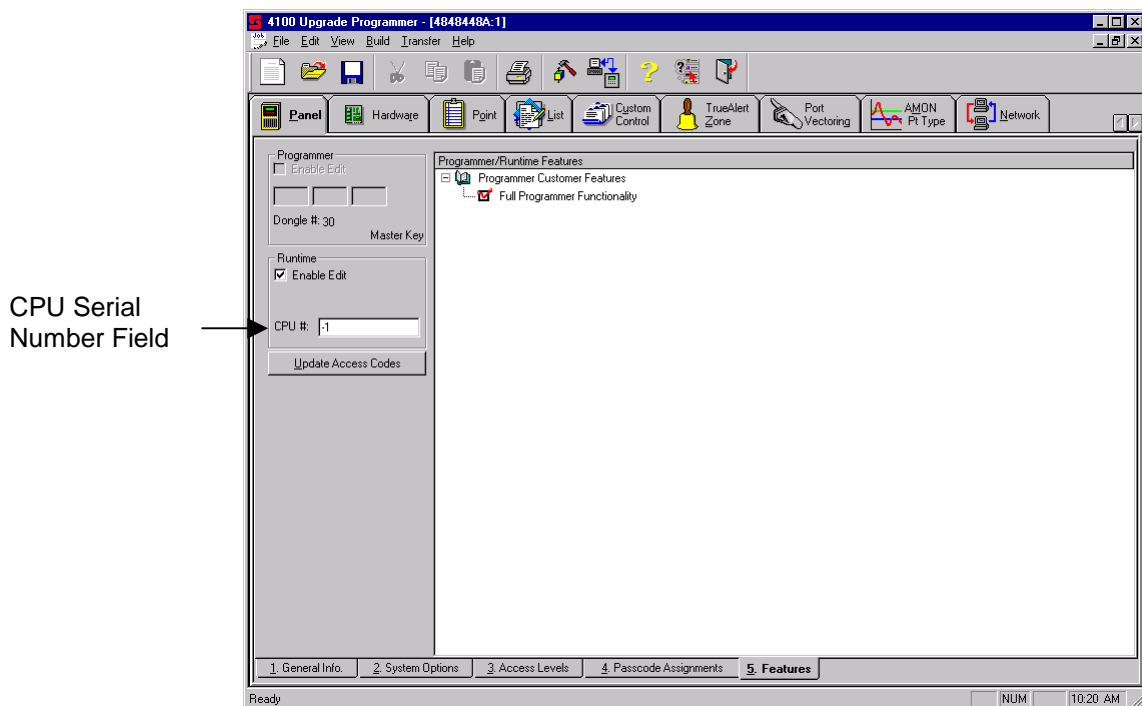 4100 Upgrade Programmer - [4848448A:1]
File Edit View Build Transfer Help
Panel Hardware Point List Custom Control TrueAlert Zone Port Vectoring AMON Pt Type Network
Programmer
Enable Edit
Dongle #: 30
Master Key
Runtime
Enable Edit
CPU #: -1
Update Access Codes
Programmer/Runtime Features
Programmer Customer Features
Full Programmer Functionality
CPU Serial
Number Field
1. General Info. 2. System Options 3. Access Levels 4. Passcode Assignments 5. Features
Ready NUM 10:20 AM